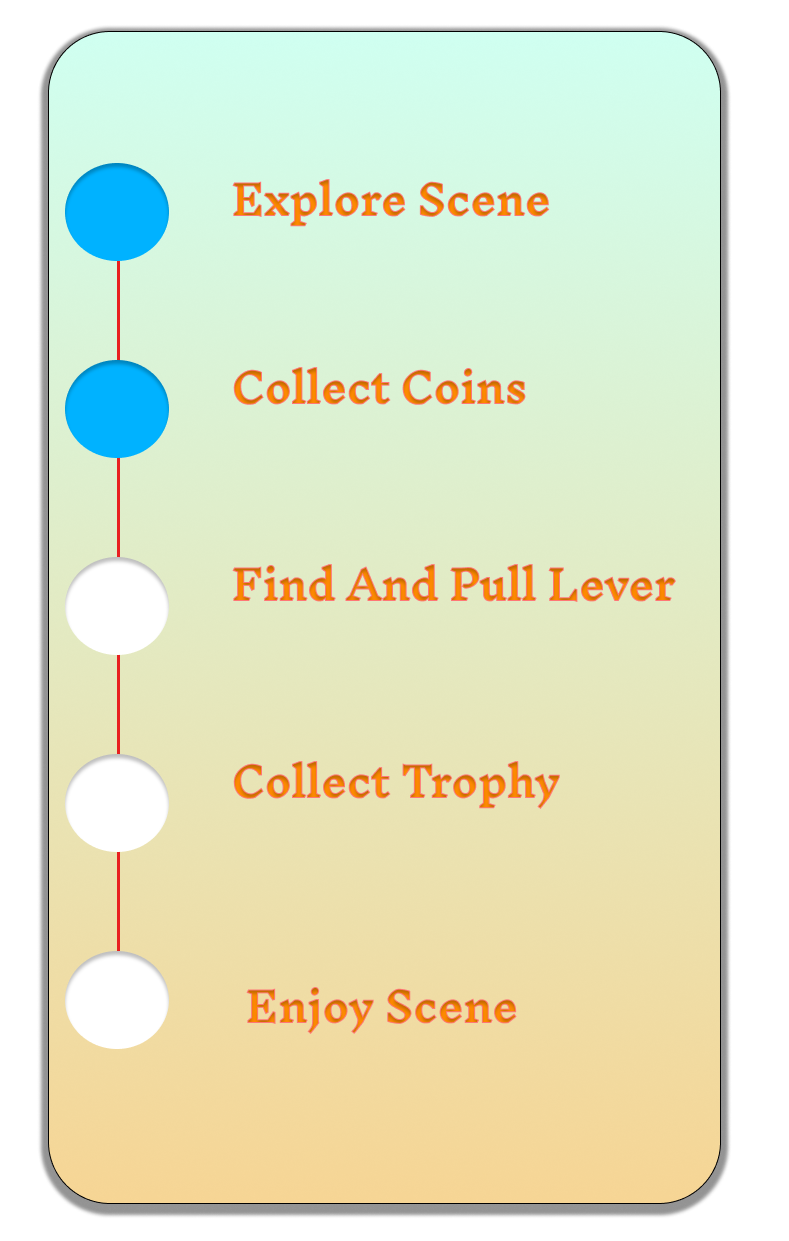 Explore Scene
Collect Coins
Find And Pull Lever
Collect Trophy
Enjoy Scene